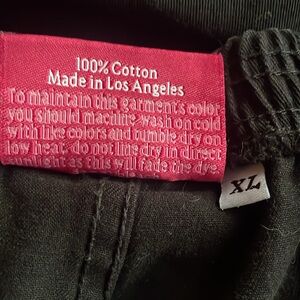 100% Cotton
Made in Los Angeles
To maintain this garment's color
you should machine wash on cold
with like colors and tumble dry on
low heat. do not line dry in direct
sunlight as this will fade the dye.
XL